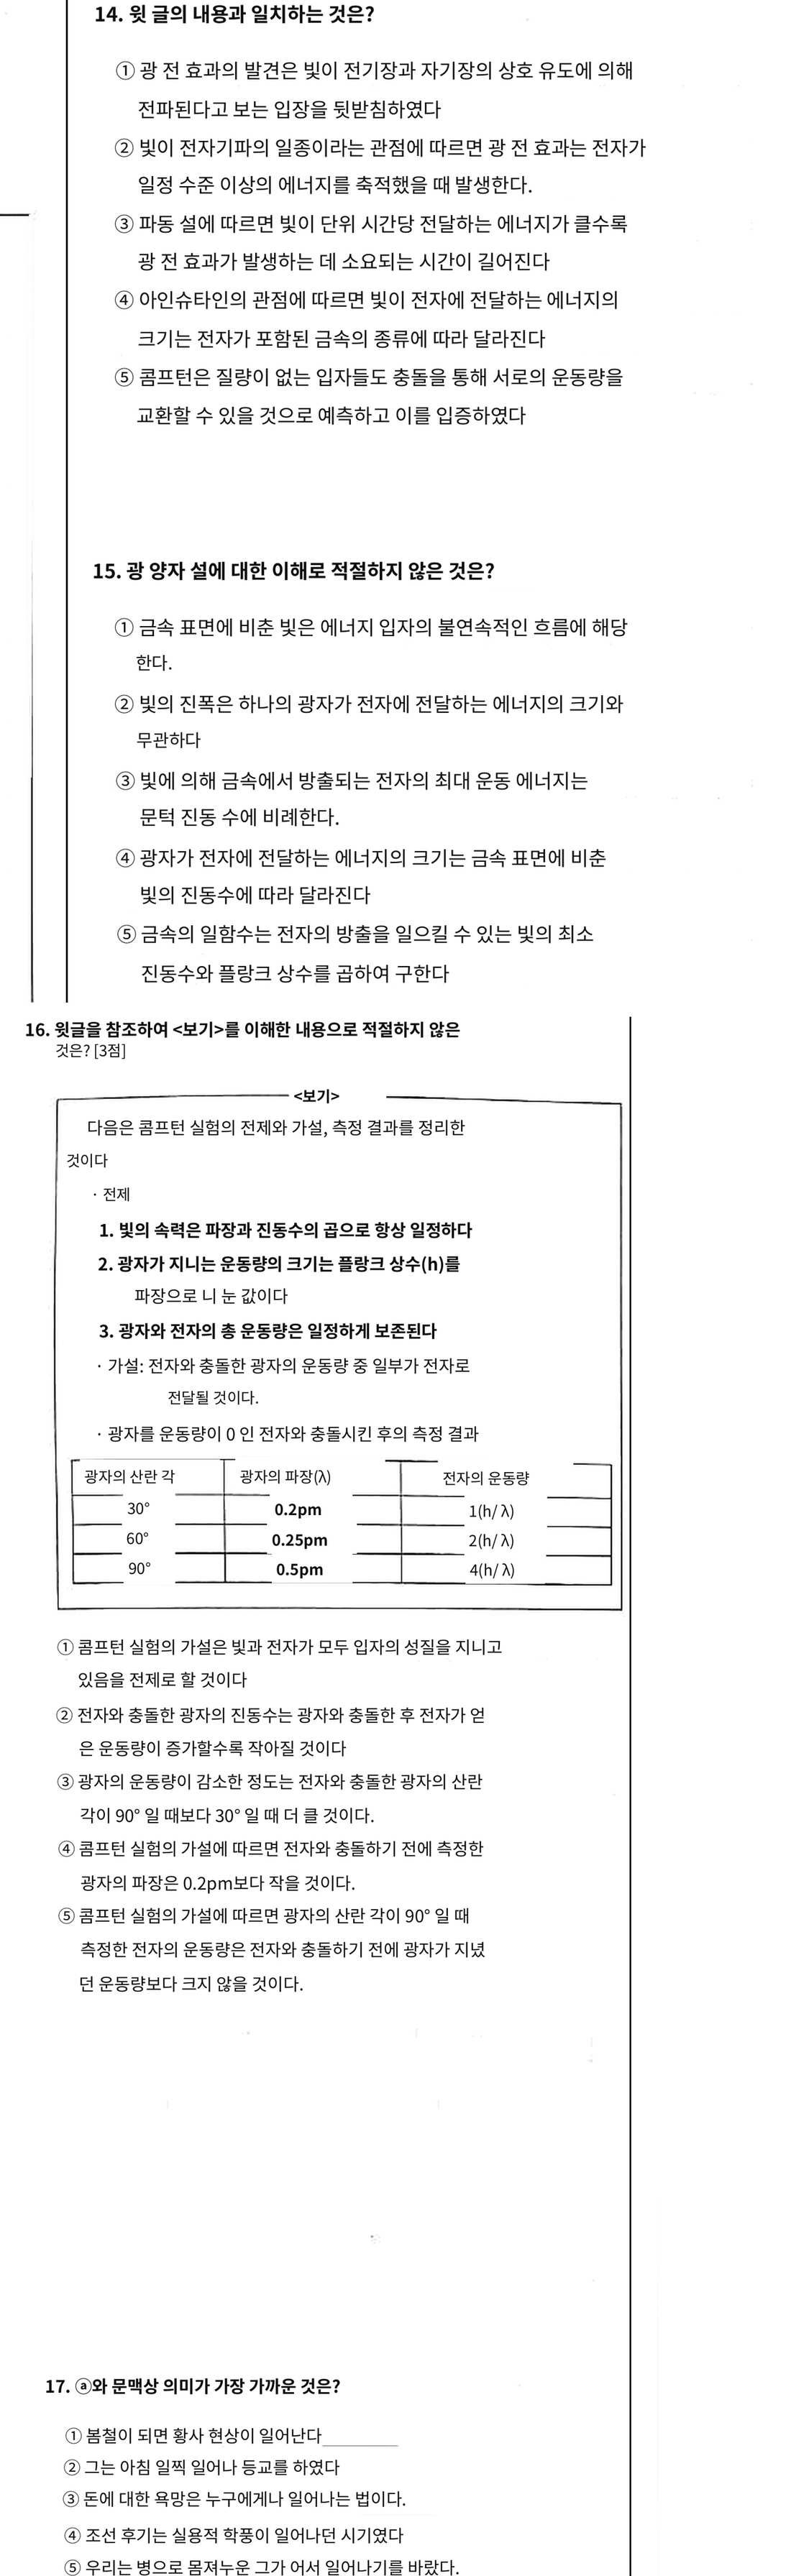 14. 윗 글의 내용과 일치하는 것은?
① 광 전 효과의 발견은 빛이 전기장과 자기장의 상호 유도에 의해
전파된다고 보는 입장을 뒷받침하였다
② 빛이 전자기파의 일종이라는 관점에 따르면 광 전 효과는 전자가
일정 수준 이상의 에너지를 축적했을 때 발생한다.
③ 파동 설에 따르면 빛이 단위 시간당 전달하는 에너지가 클수록
광 전 효과가 발생하는 데 소요되는 시간이 길어진다
④ 아인슈타인의 관점에 따르면 빛이 전자에 전달하는 에너지의
크기는 전자가 포함된 금속의 종류에 따라 달라진다
⑤ 콤프턴은 질량이 없는 입자들도 충돌을 통해 서로의 운동량을
교환할 수 있을 것으로 예측하고 이를 입증하였다
15. 광 양자 설에 대한 이해로 적절하지 않은 것은?
① 금속 표면에 비춘 빛은 에너지 입자의 불연속적인 흐름에 해당
한다.
② 빛의 진폭은 하나의 광자가 전자에 전달하는 에너지의 크기와
무관하다
③ 빛에 의해 금속에서 방출되는 전자의 최대 운동 에너지는
문턱 진동 수에 비례한다.
④ 광자가 전자에 전달하는 에너지의 크기는 금속 표면에 비춘
빛의 진동수에 따라 달라진다
⑤ 금속의 일함수는 전자의 방출을 일으킬 수 있는 빛의 최소
진동수와 플랑크 상수를 곱하여 구한다
16. 윗글을 참조하여 <보기>를 이해한 내용으로 적절하지 않은
것은? [3점]
<보기>
다음은 콤프턴 실험의 전제와 가설, 측정 결과를 정리한
것이다
· 전제
1. 빛의 속력은 파장과 진동수의 곱으로 항상 일정하다
2. 광자가 지니는 운동량의 크기는 플랑크 상수(h)를
파장으로 니 눈 값이다
3. 광자와 전자의 총 운동량은 일정하게 보존된다
· 가설: 전자와 충돌한 광자의 운동량 중 일부가 전자로
전달될 것이다.
· 광자를 운동량이 0 인 전자와 충돌시킨 후의 측정 결과
광자의 산란 각 광자의 파장(λ) 전자의 운동량
30° 0.2pm 1(h/ λ)
60° 0.25pm 2(h/ λ)
90° 0.5pm 4(h/ λ)
① 콤프턴 실험의 가설은 빛과 전자가 모두 입자의 성질을 지니고
있음을 전제로 할 것이다
② 전자와 충돌한 광자의 진동수는 광자와 충돌한 후 전자가 얻
은 운동량이 증가할수록 작아질 것이다
③ 광자의 운동량이 감소한 정도는 전자와 충돌한 광자의 산란
각이 90° 일 때보다 30° 일 때 더 클 것이다.
④ 콤프턴 실험의 가설에 따르면 전자와 충돌하기 전에 측정한
광자의 파장은 0.2pm보다 작을 것이다.
⑤ 콤프턴 실험의 가설에 따르면 광자의 산란 각이 90° 일 때
측정한 전자의 운동량은 전자와 충돌하기 전에 광자가 지녔
던 운동량보다 크지 않을 것이다.
17. ⓐ와 문맥상 의미가 가장 가까운 것은?
① 봄철이 되면 황사 현상이 일어난다
② 그는 아침 일찍 일어나 등교를 하였다
③ 돈에 대한 욕망은 누구에게나 일어나는 법이다.
④ 조선 후기는 실용적 학풍이 일어나던 시기였다
⑤ 우리는 병으로 몸져누운 그가 어서 일어나기를 바랐다.